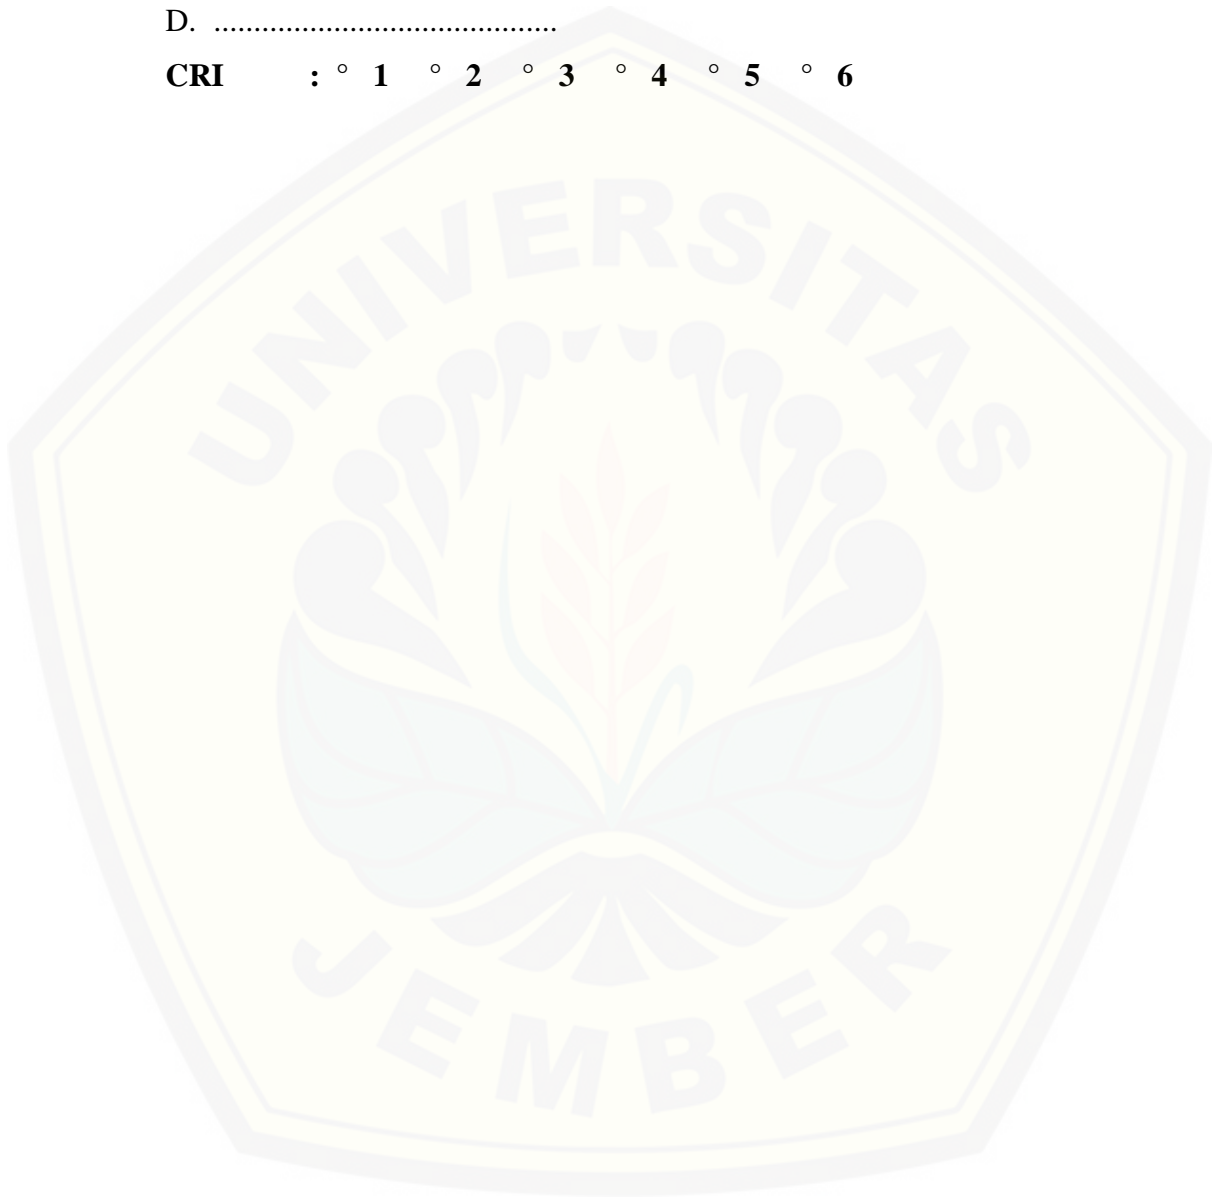 D. ...........................................
CRI : ° 1 ° 2 ° 3 ° 4 ° 5 ° 6
UNIVERSITAS
JEMBER